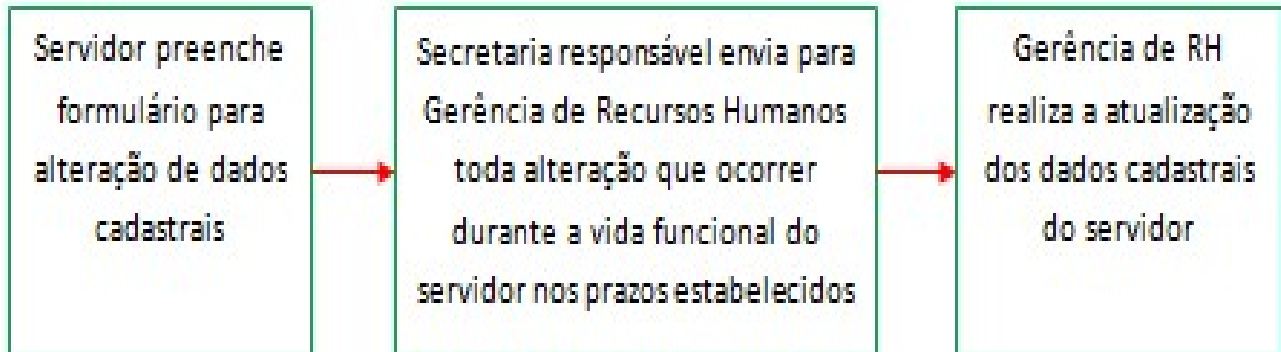 Servidor preenche
formulário para
alteração de dados
cadastrais
Secretaria responsável envia para
Gerência de Recursos Humanos
toda alteração que ocorrer
durante a vida funcional do
servidor nos prazos estabelecidos
Gerência de RH
realiza a atualização
dos dados cadastrais
do servidor